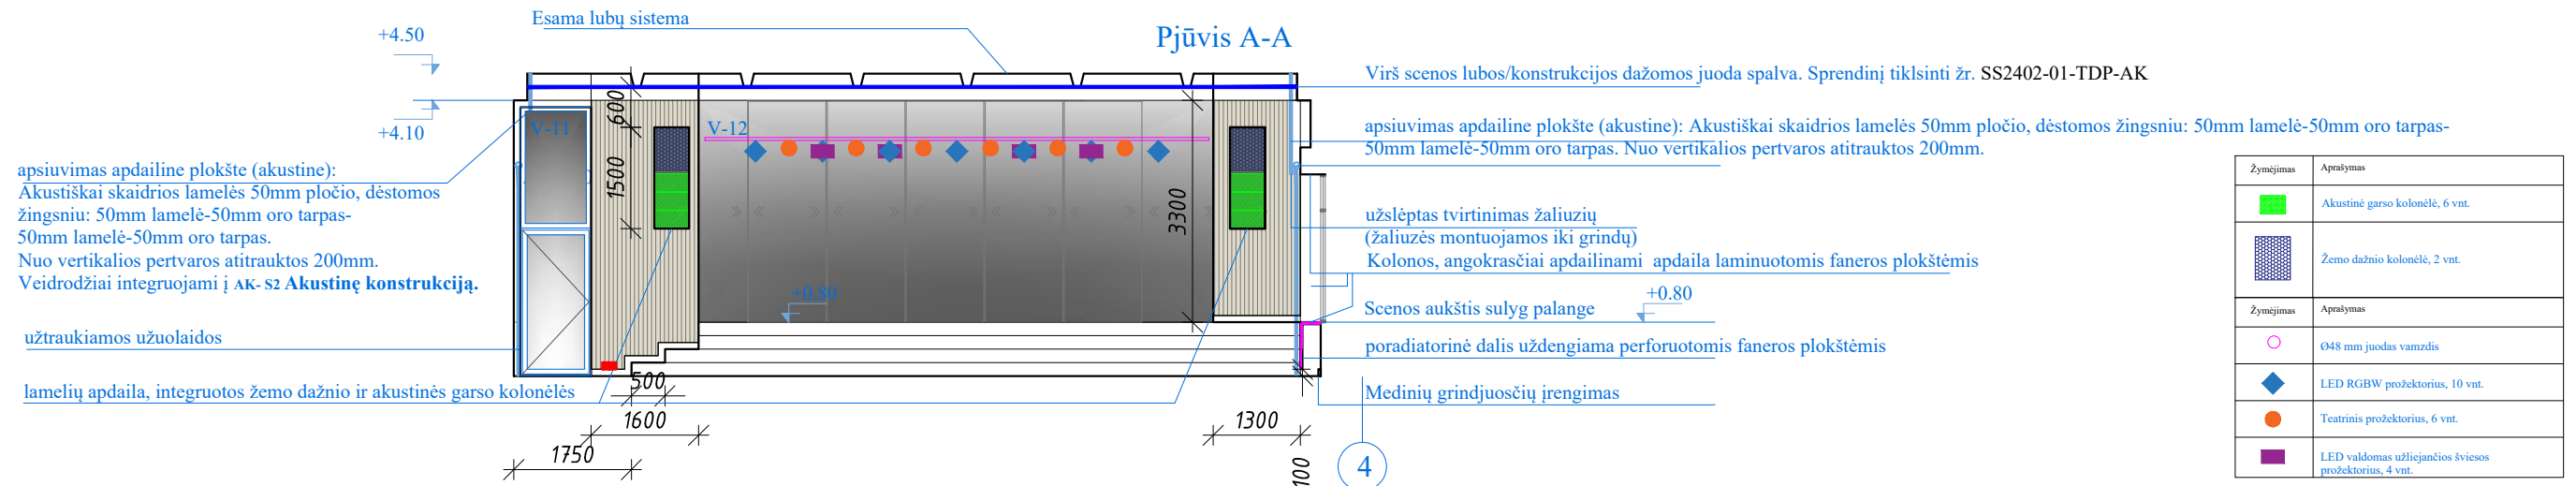 Esama lubų sistema
Pjūvis A-A
+4.50
+4.10
Virš scenos lubos/konstrukcijos dažomos juoda spalva. Sprendinį tiklsinti žr. SS2402-01-TDP-AK
apsiuvimas apdailine plokšte (akustine): Akustiškai skaidrios lamelės 50mm pločio, dėstomos žingsniu: 50mm lamelė-50mm oro tarpas-
50mm lamelė-50mm oro tarpas. Nuo vertikalios pertvaros atitrauktos 200mm.
apsiuvimas apdailine plokšte (akustine):
Akustiškai skaidrios lamelės 50mm pločio, dėstomos
žingsniu: 50mm lamelė-50mm oro tarpas-
50mm lamelė-50mm oro tarpas.
Nuo vertikalios pertvaros atitrauktos 200mm.
Veidrodžiai integruojami į AK- S2 Akustinę konstrukciją.
užtraukiamos užuolaidos
lamelių apdaila, integruotos žemo dažnio ir akustinės garso kolonėlės
V-11
V-12
600
1500
3300
+0.80
500
1600
1750
1300
100
4
užslėptas tvirtinimas žaliuzių
(žaliuzės montuojamos iki grindų)
Kolonos, angokrasčiai apdailinami apdaila laminuotomis faneros plokštėmis
+0.80
Scenos aukštis sulyg palange
poradiatorinė dalis uždengiama perforuotomis faneros plokštėmis
Medinių grindjuosčių įrengimas
Žymėjimas Aprašymas
Akustinė garso kolonėlė, 6 vnt.
Žemo dažnio kolonėlė, 2 vnt.
Žymėjimas Aprašymas
Ø48 mm juodas vamzdis
LED RGBW prožektorius, 10 vnt.
Teatrinis prožektorius, 6 vnt.
LED valdomas užliejančios šviesos
prožektorius, 4 vnt.